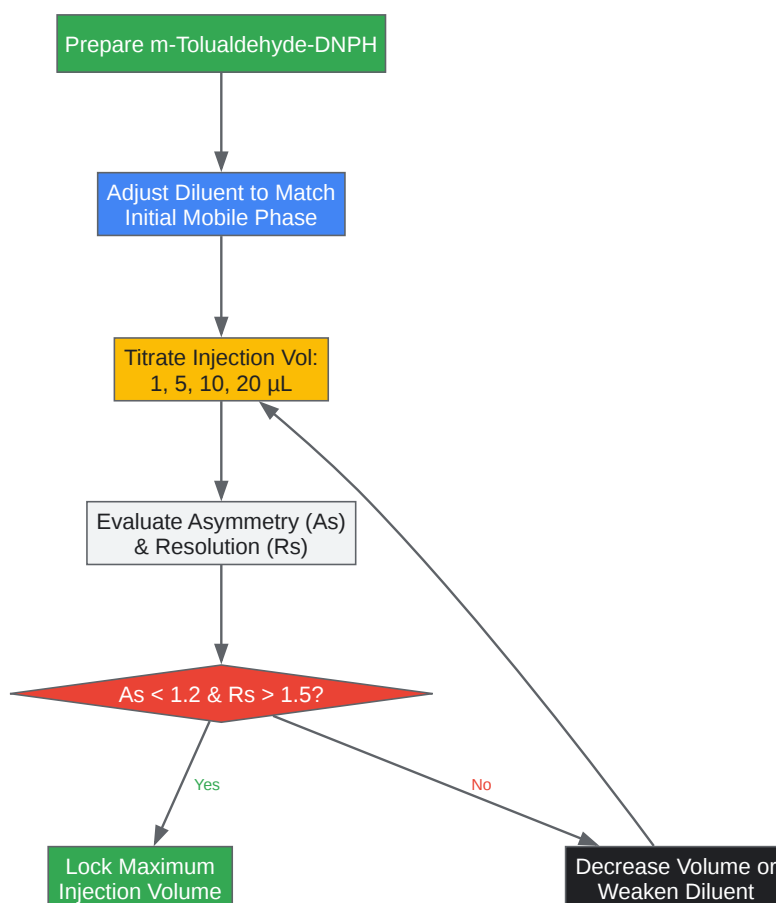 Prepare m-Tolualdehyde-DNPH
Adjust Diluent to Match
Initial Mobile Phase
Titrate Injection Vol:
1, 5, 10, 20 µL
Evaluate Asymmetry (As)
& Resolution (Rs)
As < 1.2 & Rs > 1.5?
Yes
No
Lock Maximum
Injection Volume
Decrease Volume or
Weaken Diluent